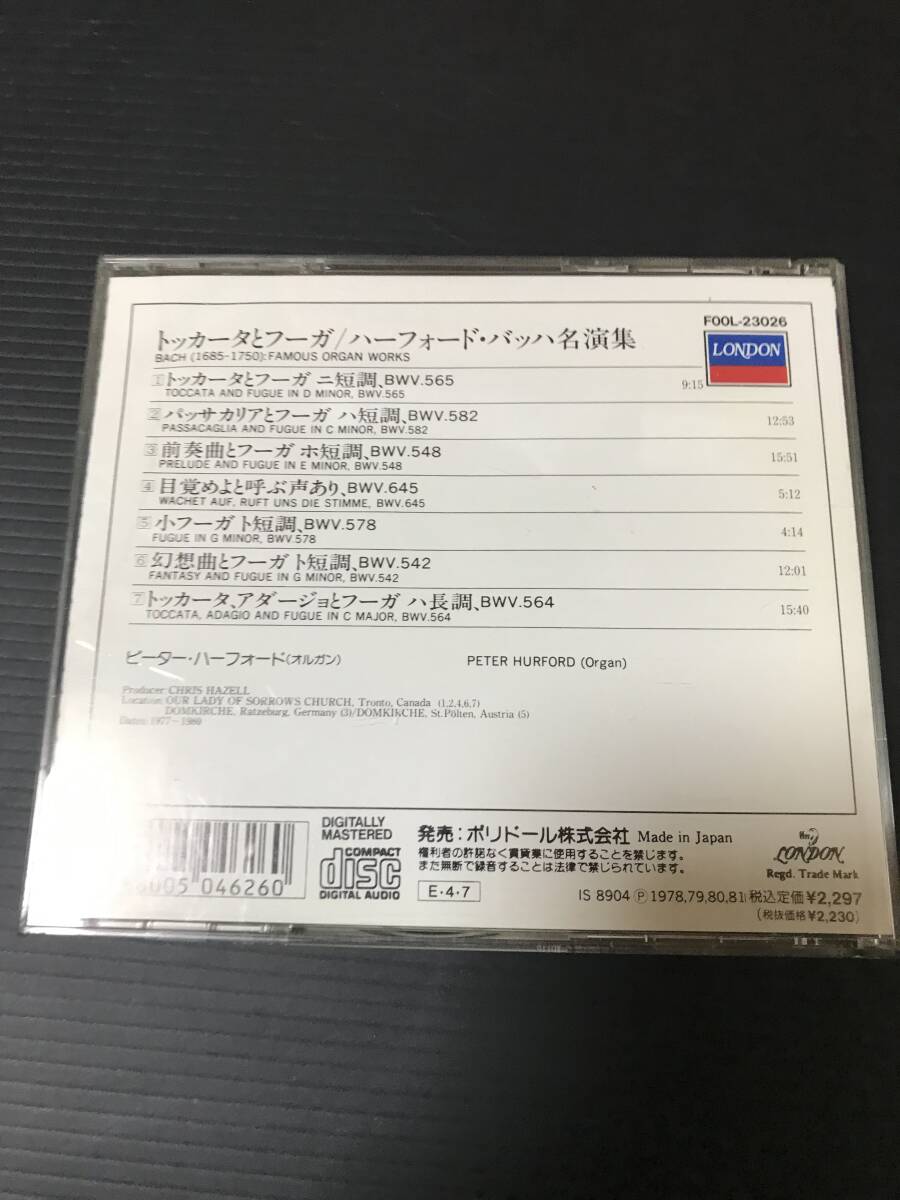 FOOL-23026
トッカータとフーガ/ハーフォード・バッハ名演集
BACH (1685-1750): FAMOUS ORGAN WORKS
LONDON
1 トッカータとフーガ ニ短調、BWV.565
TOCCATA AND FUGUE IN D MINOR, BWV.565
9:15
2 パッサカリアとフーガ ハ短調、BWV.582
PASSACAGLIA AND FUGUE IN C MINOR, BWV.582
12:53
3 前奏曲とフーガ ホ短調、BWV.548
PRELUDE AND FUGUE IN E MINOR, BWV.548
15:51
4 目覚めよと呼ぶ声あり、BWV.645
WACHET AUF, RUFT UNS DIE STIMME, BWV.645
5:12
5 小フーガ ト短調、BWV.578
FUGUE IN G MINOR, BWV.578
4:14
6 幻想曲とフーガ ト短調、BWV.542
FANTASY AND FUGUE IN G MINOR, BWV.542
12:01
7 トッカータ、アダージョとフーガ ハ長調、BWV.564
TOCCATA, ADAGIO AND FUGUE IN C MAJOR, BWV.564
15:40
ピーター・ハーフォード(オルガン) PETER HURFORD (Organ)
Producer: CHRIS HAZELL
Location: OUR LADY OF SORROWS CHURCH, Tronto, Canada (1,2,4,6,7)
DOMKIRCHE, Ratzeburg, Germany (3)/DOMKIRCHE, St.Pölten, Austria (5)
Dates: 1977-1980
DIGITALLY MASTERED
COMPACT disc DIGITAL AUDIO
発売: ポリドール株式会社 Made in Japan
権利者の許諾なく賃貸業に使用することを禁じます。
また無断で録音することは法律で禁じられています。
LONDON
Regd. Trade Mark
046260
E・4・7
IS 8904 Ⓟ 1978,79,80,81 税込定価¥2,297
(税抜価格¥2,230)